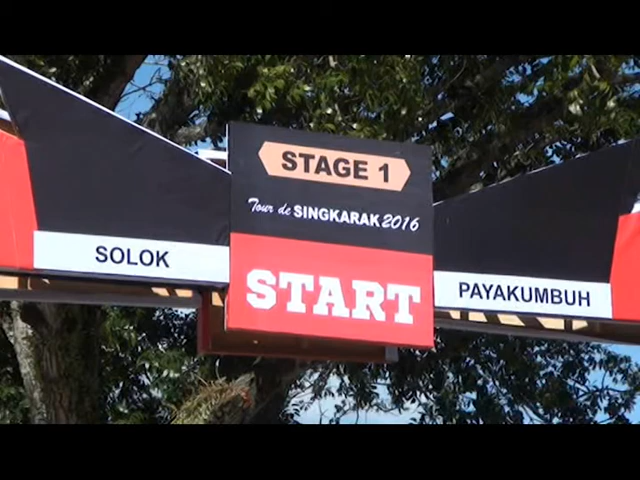 STAGE 1
Tour de SINGKARAK 2016
SOLOK
START
PAYAKUMBUH